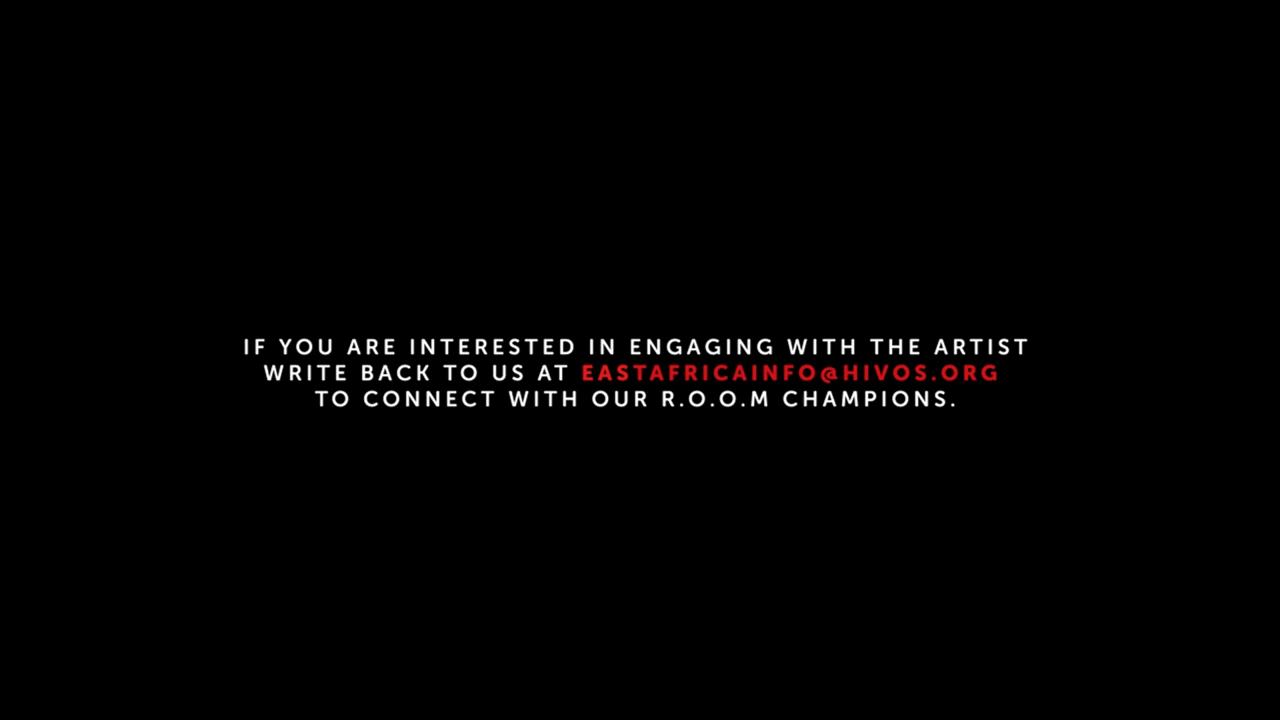 IF YOU ARE INTERESTED IN ENGAGING WITH THE ARTIST
WRITE BACK TO US AT EASTAFRICAINFO@HIVOS.ORG
TO CONNECT WITH OUR R.O.O.M CHAMPIONS.